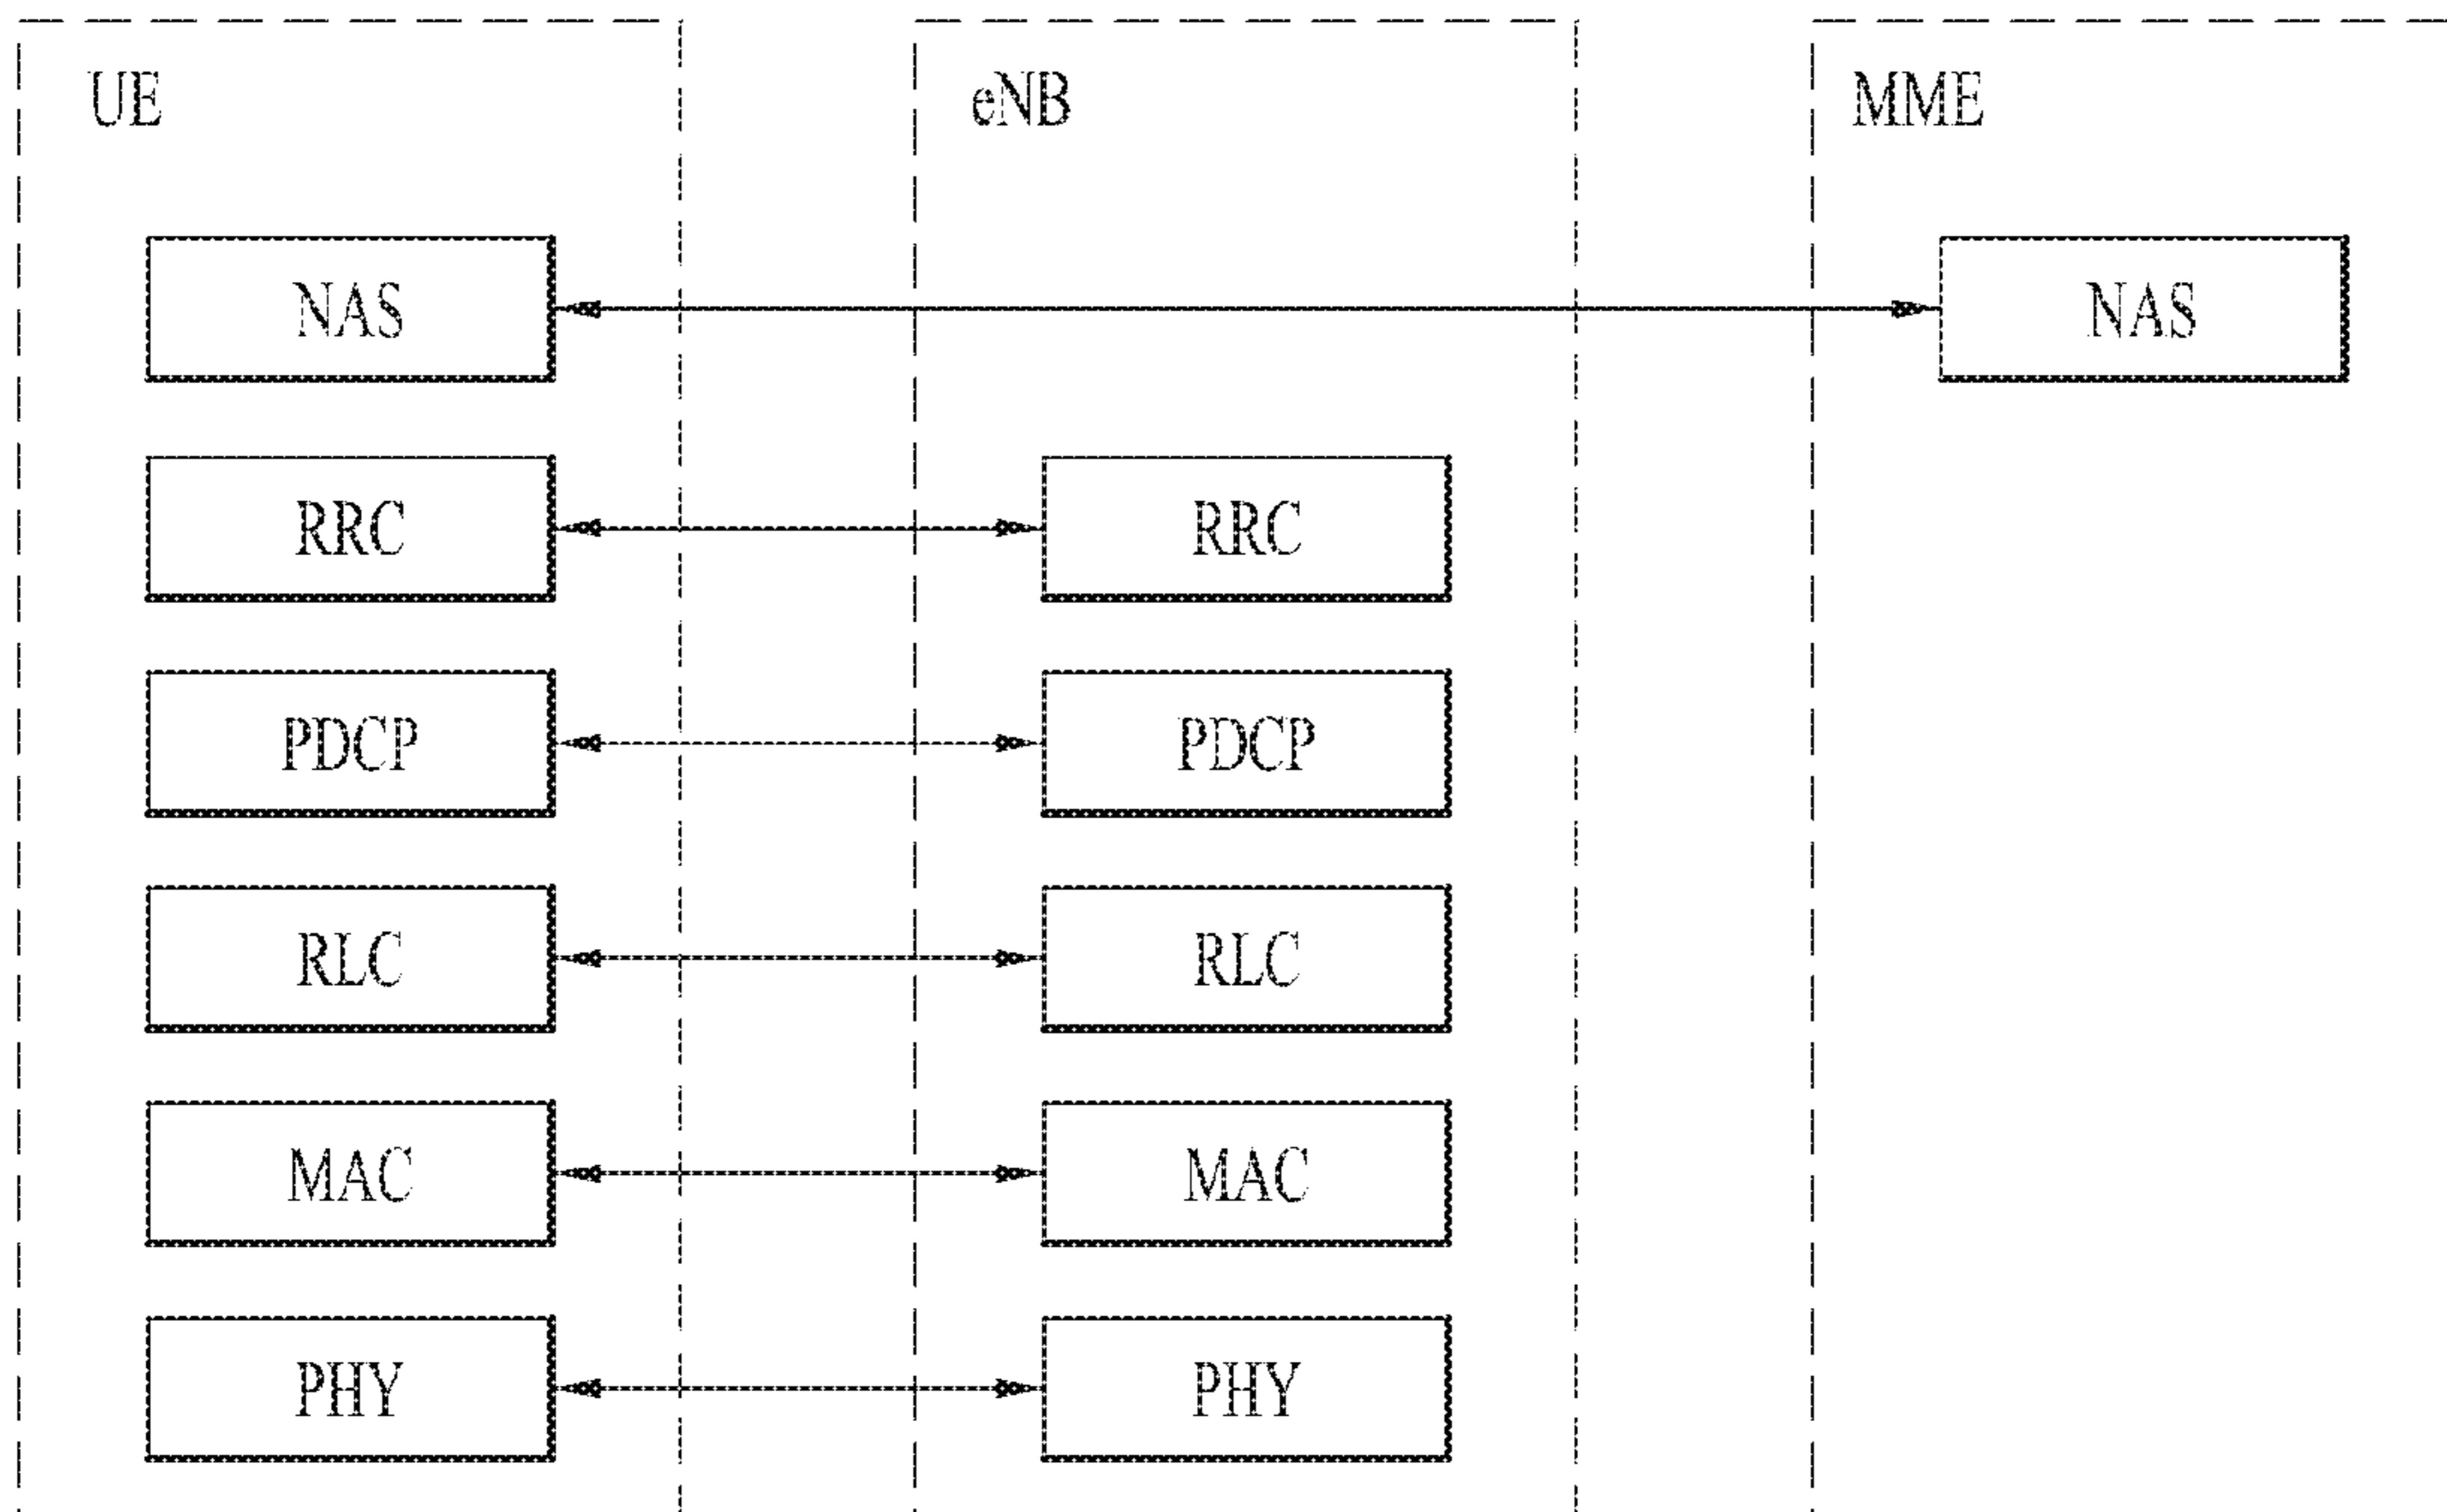 UE eNB MME
NAS NAS
RRC RRC
PDCP PDCP
RLC RLC
MAC MAC
PHY PHY